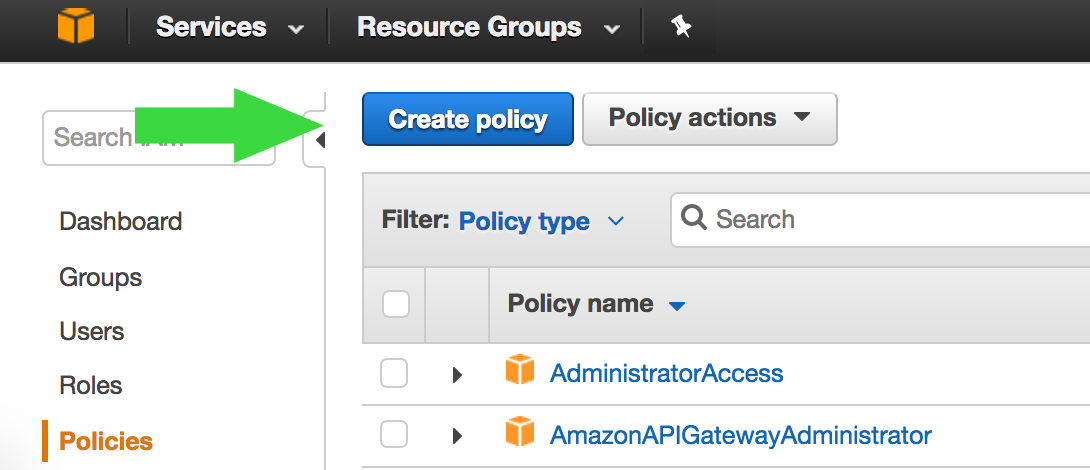 Services
Resource Groups
Search IAM
Create policy
Policy actions
Dashboard
Groups
Users
Roles
Policies
Filter: Policy type
Search
Policy name
AdministratorAccess
AmazonAPIGatewayAdministrator